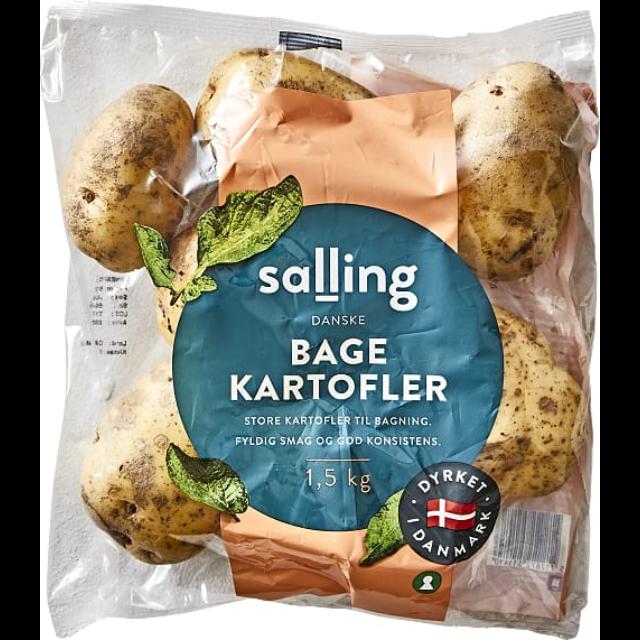 salling
DANSKE
BAGE
KARTOFLER
STORE KARTOFLER TIL BAGNING.
FYLDIG SMAG OG GOD KONSISTENS.
1,5 kg
DYRKET
I DANMARK